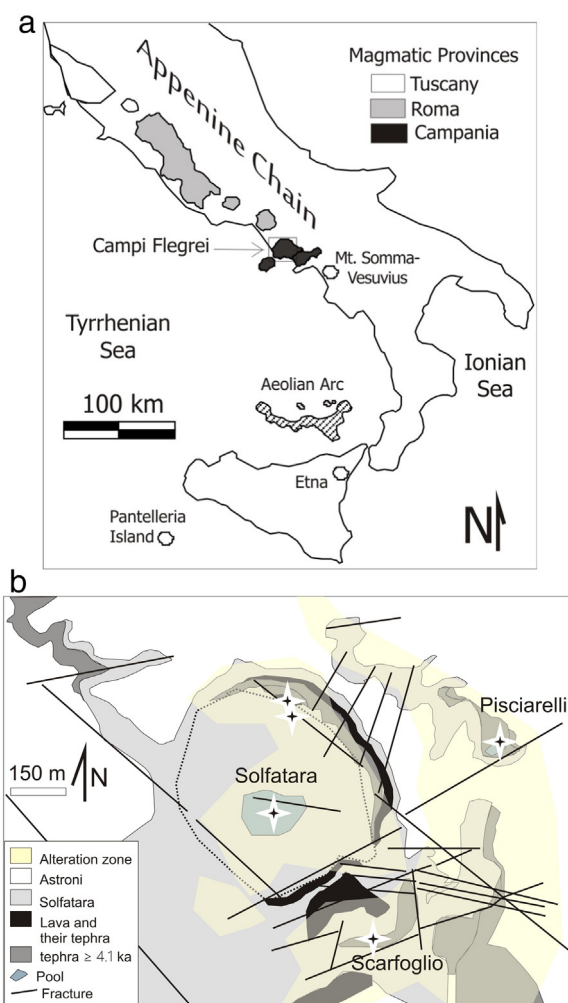 a
Appenine Chain
Magmatic Provinces
Tuscany
Roma
Campania
Campi Flegrei
Mt. Somma-
Vesuvius
Tyrrhenian
Sea
Ionian
Sea
Aeolian Arc
100 km
Etna
Pantelleria
Island
N
b
Pisciarelli
150 m
N
Solfatara
Alteration zone
Astroni
Solfatara
Lava and
their tephra
tephra ≥ 4.1 ka
Pool
Fracture
Scarfoglio